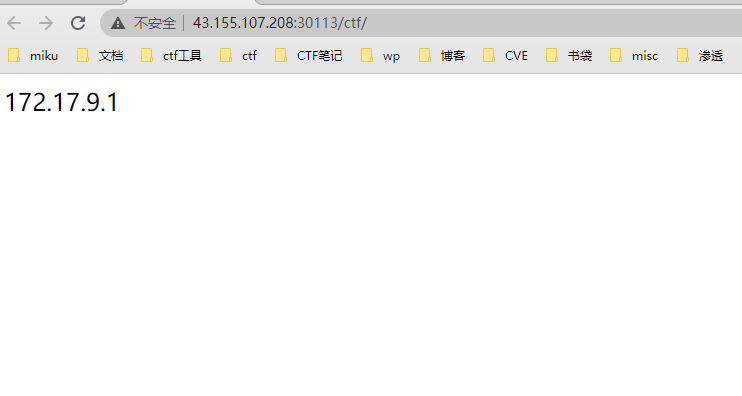 不安全 43.155.107.208:30113/ctf/
miku 文档 ctf工具 ctf CTF笔记 wp 博客 CVE 书袋 misc 渗透
172.17.9.1